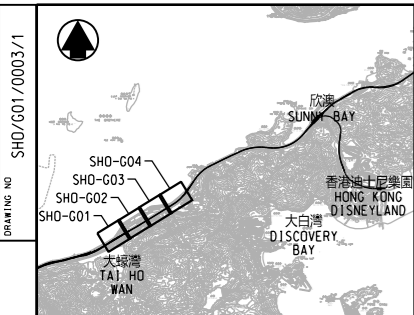 DRAWING NO
SHO/G01/0003/1
欣澳
SUNNY BAY
SHO-G04
SHO-G03
SHO-G02
SHO-G01
香港迪士尼樂園
HONG KONG
DISNEYLAND
大白灣
DISCOVERY
BAY
大蠔灣
TAI HO
WAN